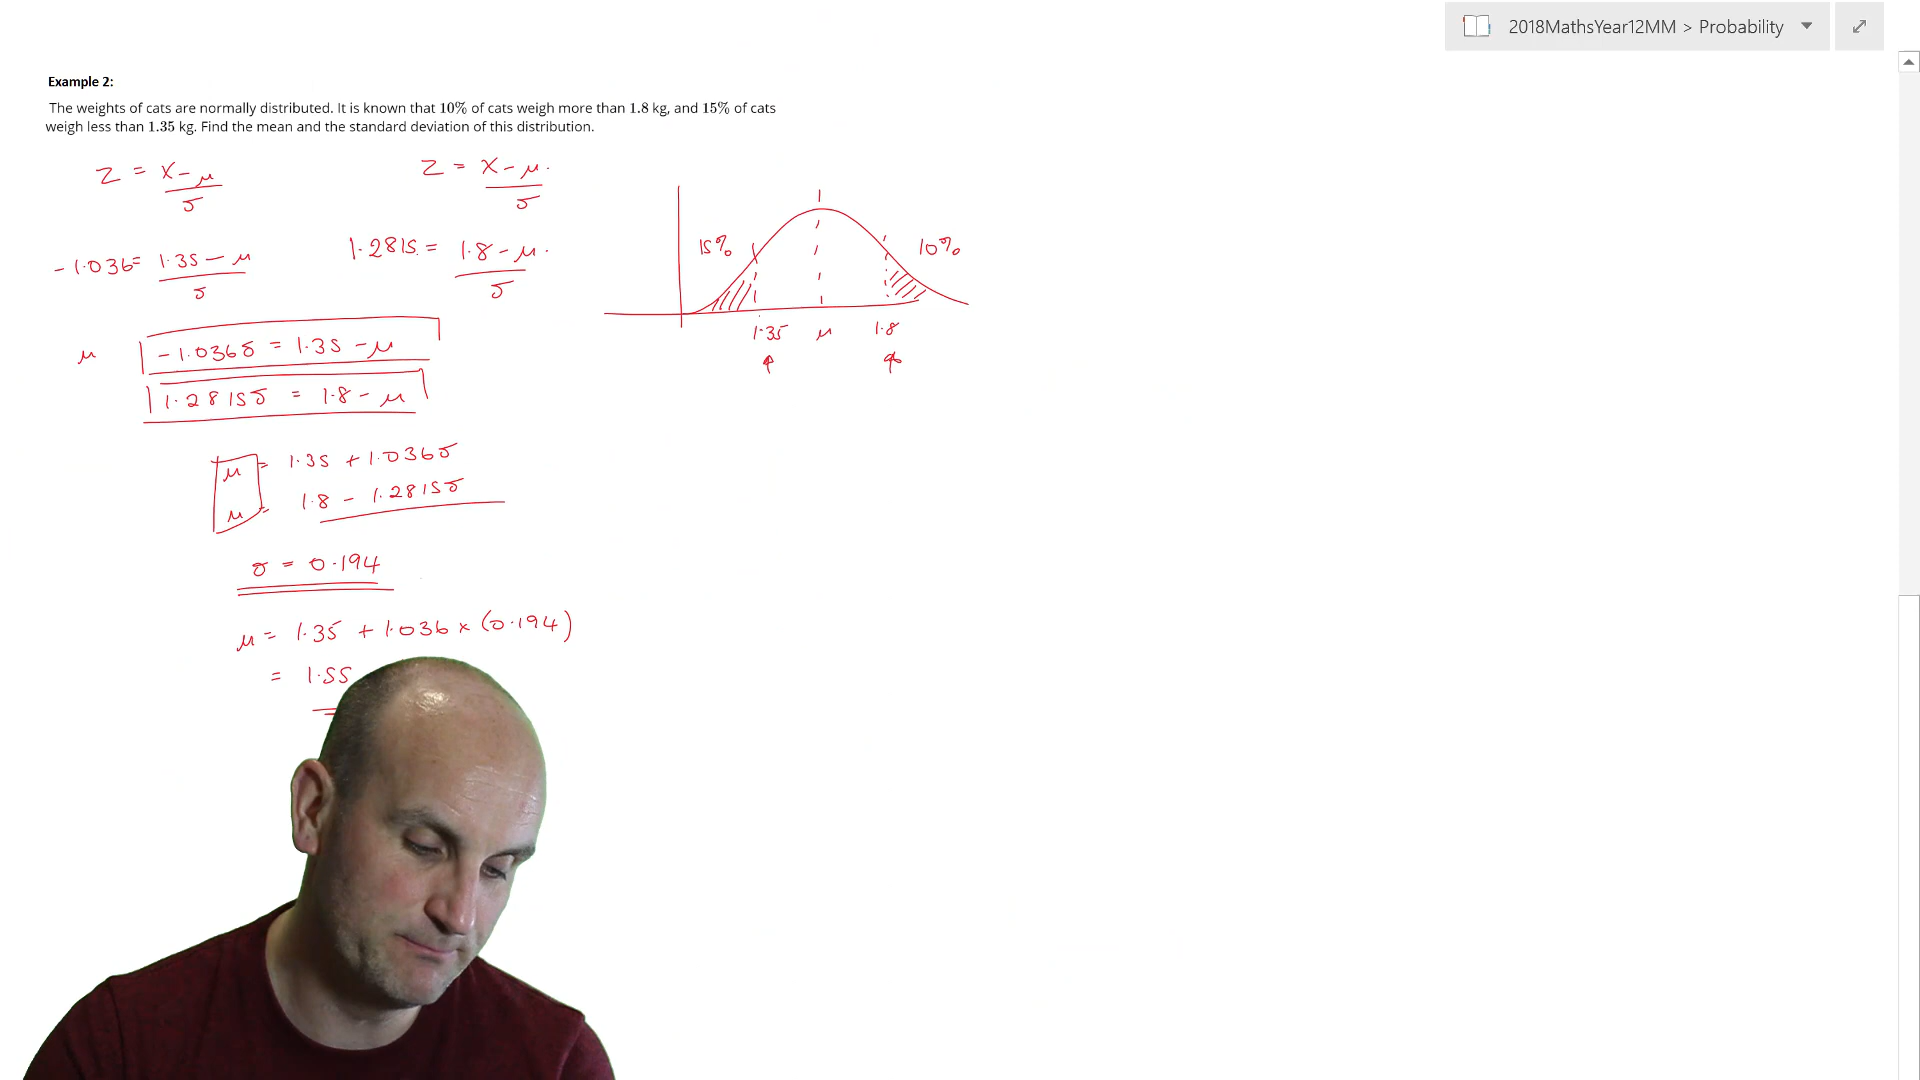 2018MathsYear12MM > Probability
Example 2:
The weights of cats are normally distributed. It is known that 10% of cats weigh more than 1.8 kg, and 15% of cats
weigh less than 1.35 kg. Find the mean and the standard deviation of this distribution.
z = x-μ/σ
z = x-μ./σ
-1.036= 1.35-μ/σ
1.2815= 1.8-μ./σ
15%
10%
1.35 μ 1.8
μ
-1.036σ = 1.35-μ
1.2815σ = 1.8-μ
μ = 1.35 + 1.036σ
μ = 1.8 - 1.2815σ
σ = 0.194
μ = 1.35 + 1.036 × (0.194)
= 1.55